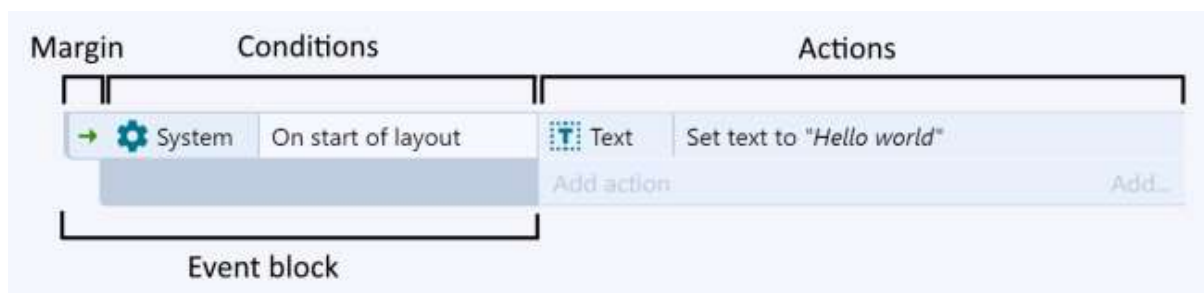 Margin Conditions Actions
System On start of layout Text Set text to "Hello world"
Add action Add...
Event block